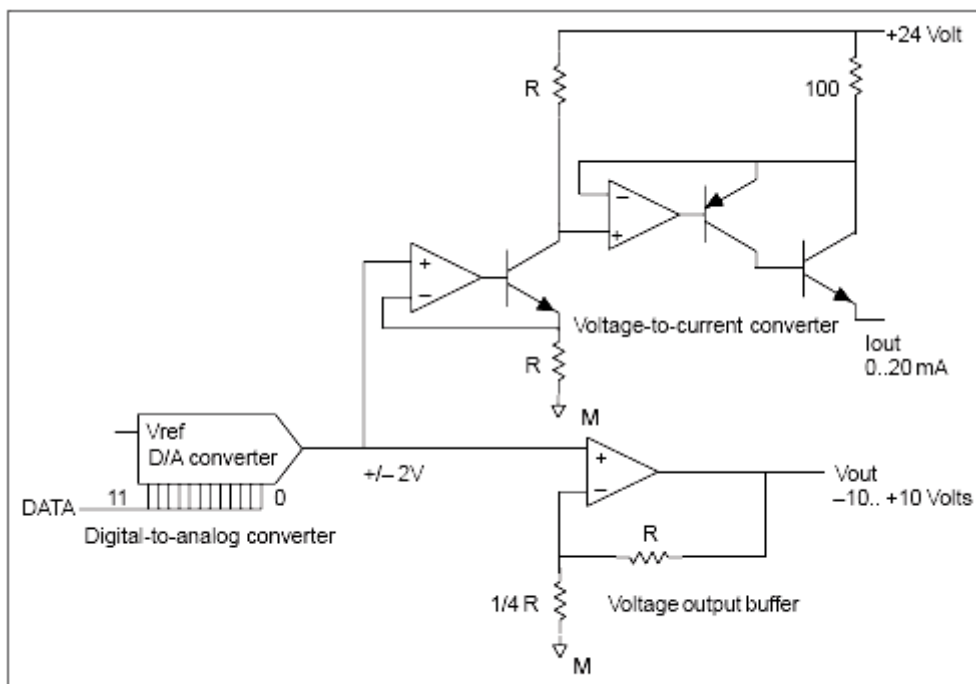 +24 Volt
R
100
−
+
+
−
Voltage-to-current converter
Iout
0..20 mA
R
M
Vref
D/A converter
+/– 2V
+
−
Vout
–10.. +10 Volts
DATA
11
0
Digital-to-analog converter
R
1/4 R
Voltage output buffer
M